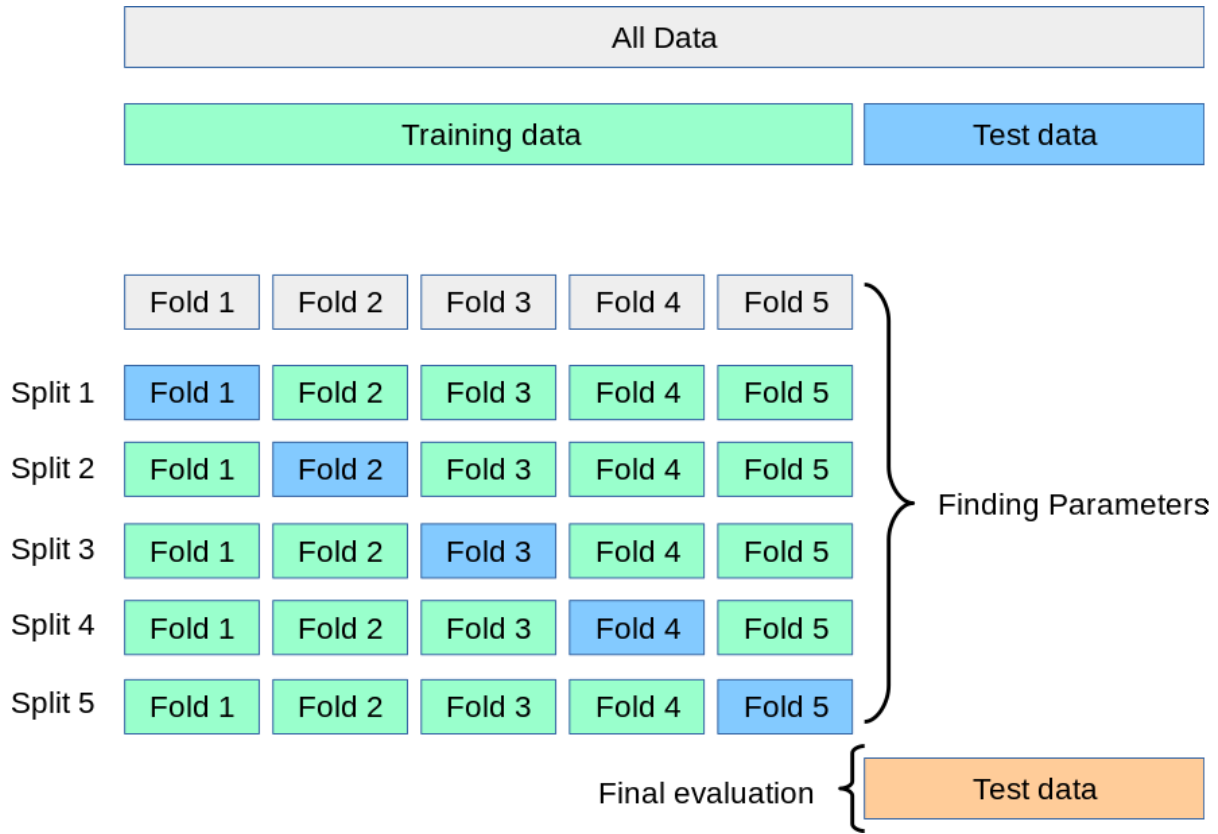 All Data
Training data Test data
Fold 1 Fold 2 Fold 3 Fold 4 Fold 5
Split 1 Fold 1 Fold 2 Fold 3 Fold 4 Fold 5
Split 2 Fold 1 Fold 2 Fold 3 Fold 4 Fold 5
Finding Parameters
Split 3 Fold 1 Fold 2 Fold 3 Fold 4 Fold 5
Split 4 Fold 1 Fold 2 Fold 3 Fold 4 Fold 5
Split 5 Fold 1 Fold 2 Fold 3 Fold 4 Fold 5
Final evaluation Test data